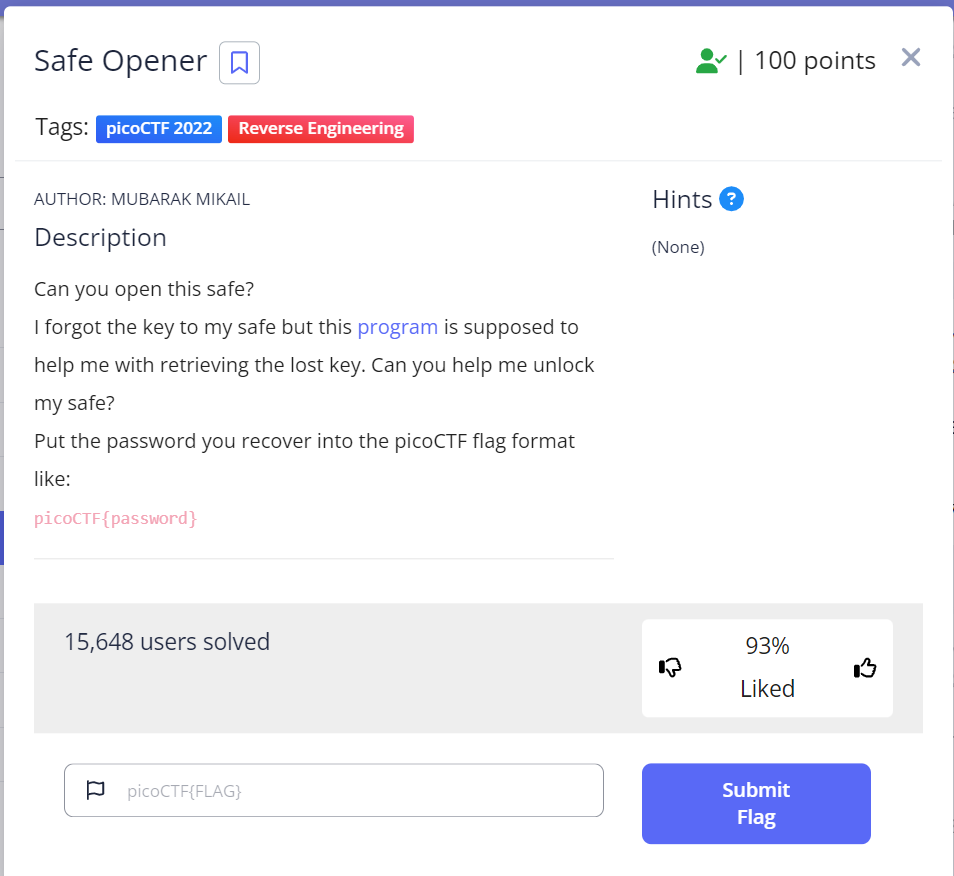 Safe Opener
| 100 points
Tags: picoCTF 2022 Reverse Engineering
AUTHOR: MUBARAK MIKAIL
Description
Can you open this safe?
I forgot the key to my safe but this program is supposed to
help me with retrieving the lost key. Can you help me unlock
my safe?
Put the password you recover into the picoCTF flag format
like:
picoCTF{password}
Hints ?
(None)
15,648 users solved
93%
Liked
picoCTF{FLAG}
Submit
Flag